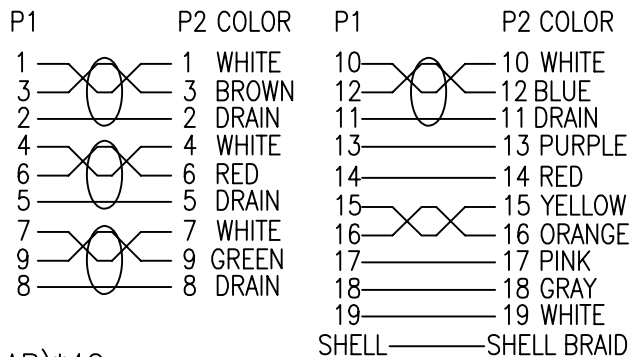 P1 P2 COLOR
1 1 WHITE
3 3 BROWN
2 2 DRAIN
4 4 WHITE
6 6 RED
5 5 DRAIN
7 7 WHITE
9 9 GREEN
8 8 DRAIN
P1 P2 COLOR
10 10 WHITE
12 12 BLUE
11 11 DRAIN
13 13 PURPLE
14 14 RED
15 15 YELLOW
16 16 ORANGE
17 17 PINK
18 18 GRAY
19 19 WHITE
SHELL SHELL BRAID